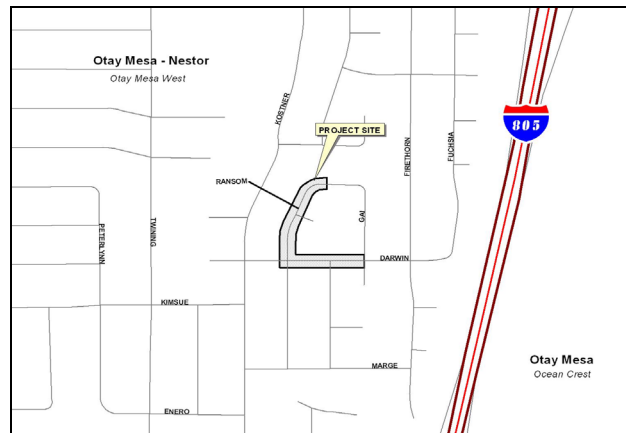 Otay Mesa - Nestor
Otay Mesa West
KOSTNER
PROJECT SITE
805
RANSOM
FIRETHORN
FUCHSIA
GAI
PETERLYNN
TWINING
DARWIN
KIMSUE
MARGE
Otay Mesa
Ocean Crest
ENERO